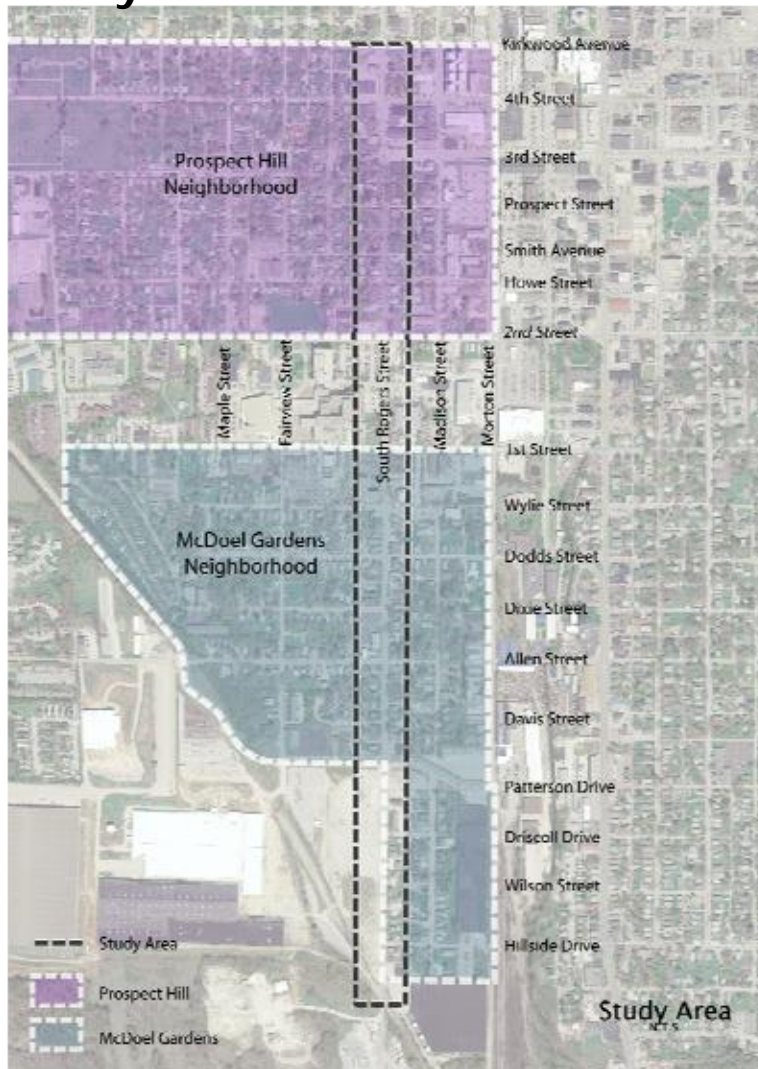 Kirkwood Avenue
4th Street
3rd Street
Prospect Hill
Neighborhood
Prospect Street
Smith Avenue
Howe Street
2nd Street
Maple Street
Fairview Street
South Rogers Street
Madison Street
Morton Street
1st Street
Wylie Street
McDoel Gardens
Neighborhood
Dodds Street
Dixie Street
Allen Street
Davis Street
Patterson Drive
Driscoll Drive
Wilson Street
Hillside Drive
Study Area
Prospect Hill
McDoel Gardens
Study Area
N.T.S.